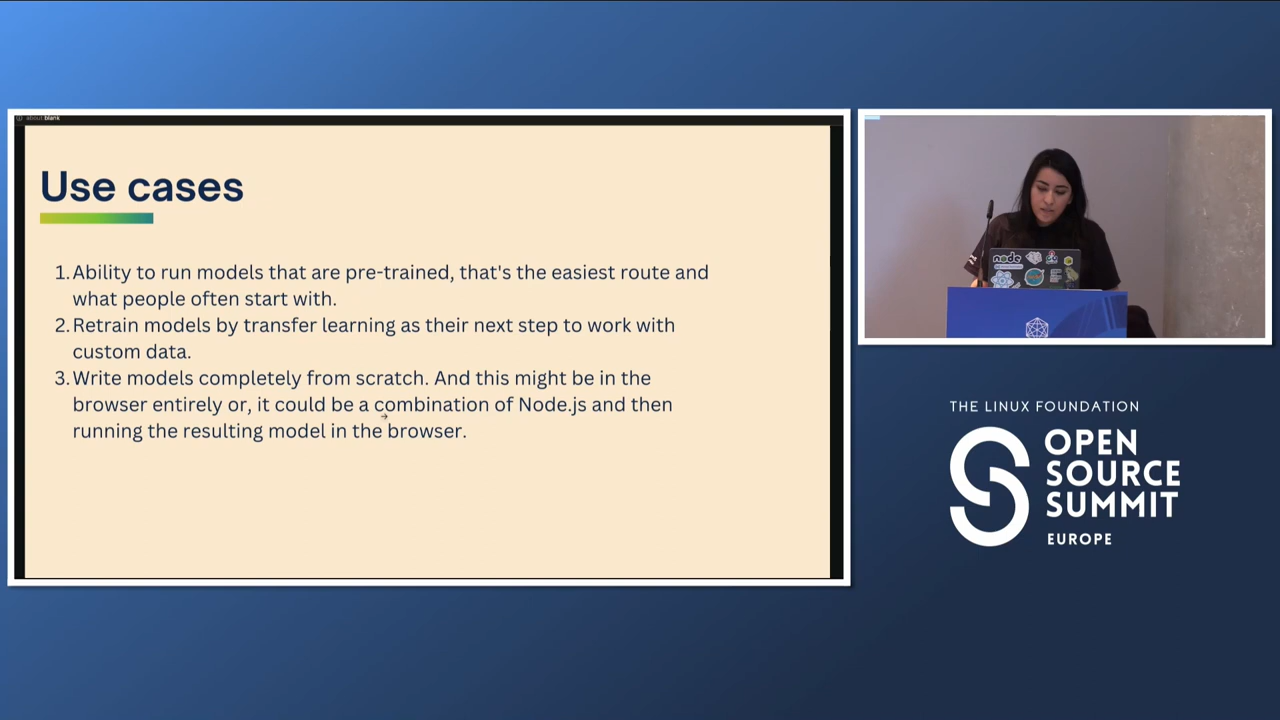 about:blank
Use cases
1. Ability to run models that are pre-trained, that's the easiest route and
what people often start with.
2. Retrain models by transfer learning as their next step to work with
custom data.
3. Write models completely from scratch. And this might be in the
browser entirely or, it could be a combination of Node.js and then
running the resulting model in the browser.
node
THE LINUX FOUNDATION
OPEN
SOURCE
SUMMIT
EUROPE